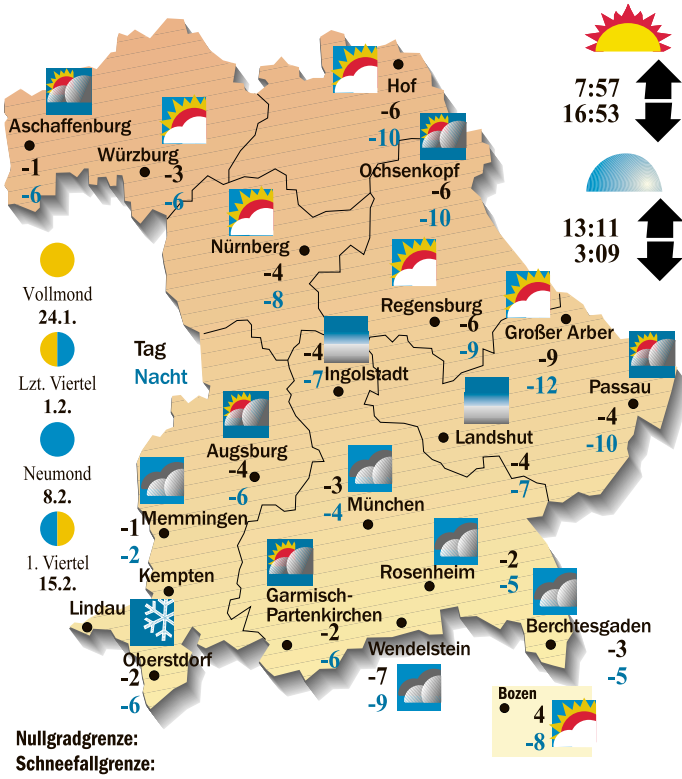 7:57
16:53
Hof
-6
-10
Aschaffenburg
-1
-6
Würzburg
-3
-6
Ochsenkopf
-6
-10
13:11
3:09
Nürnberg
-4
-8
Vollmond
24.1.
Regensburg
-6
-9
Großer Arber
-9
-12
Tag
Nacht
-4
-7
Ingolstadt
Lzt. Viertel
1.2.
Passau
-4
-10
Landshut
-4
-7
Augsburg
-4
-6
Neumond
8.2.
-3
-4
München
Memmingen
-1
-2
1. Viertel
15.2.
Kempten
Rosenheim
-2
-5
Garmisch-
Partenkirchen
-2
-6
Lindau
Berchtesgaden
-3
-5
Oberstdorf
-2
-6
Wendelstein
-7
-9
Bozen
4
-8
Nullgradgrenze:
Schneefallgrenze: